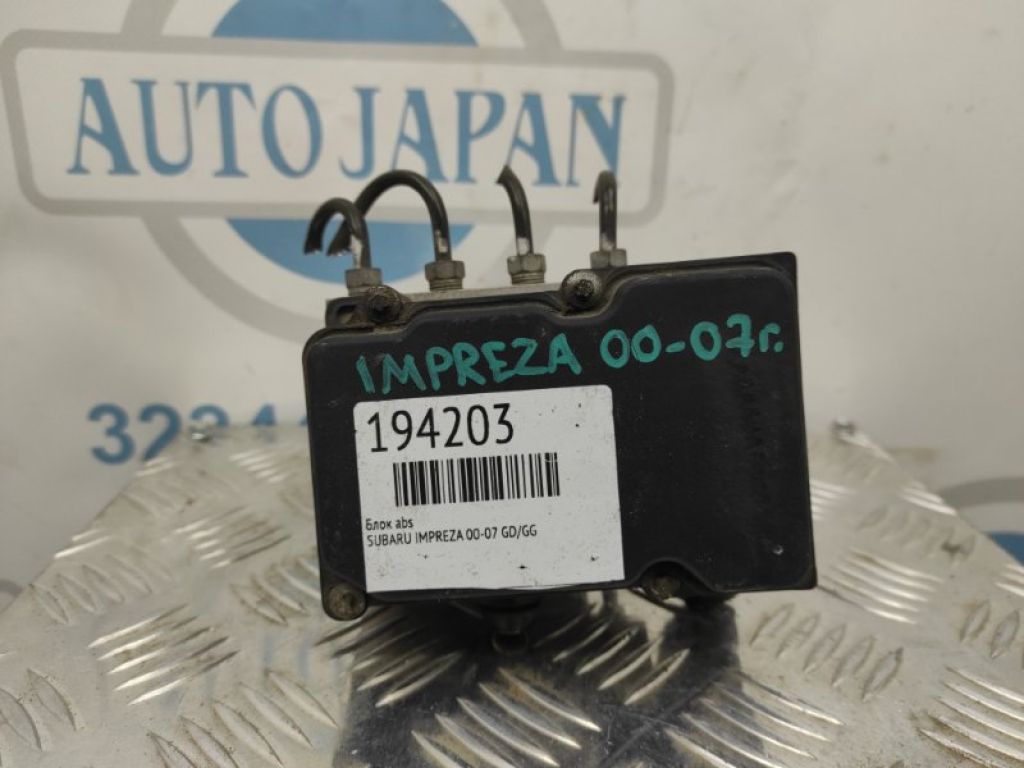 AUTO JAPAN
IMPREZA 00-07г.
194203
Блок abs
SUBARU IMPREZA 00-07 GD/GG